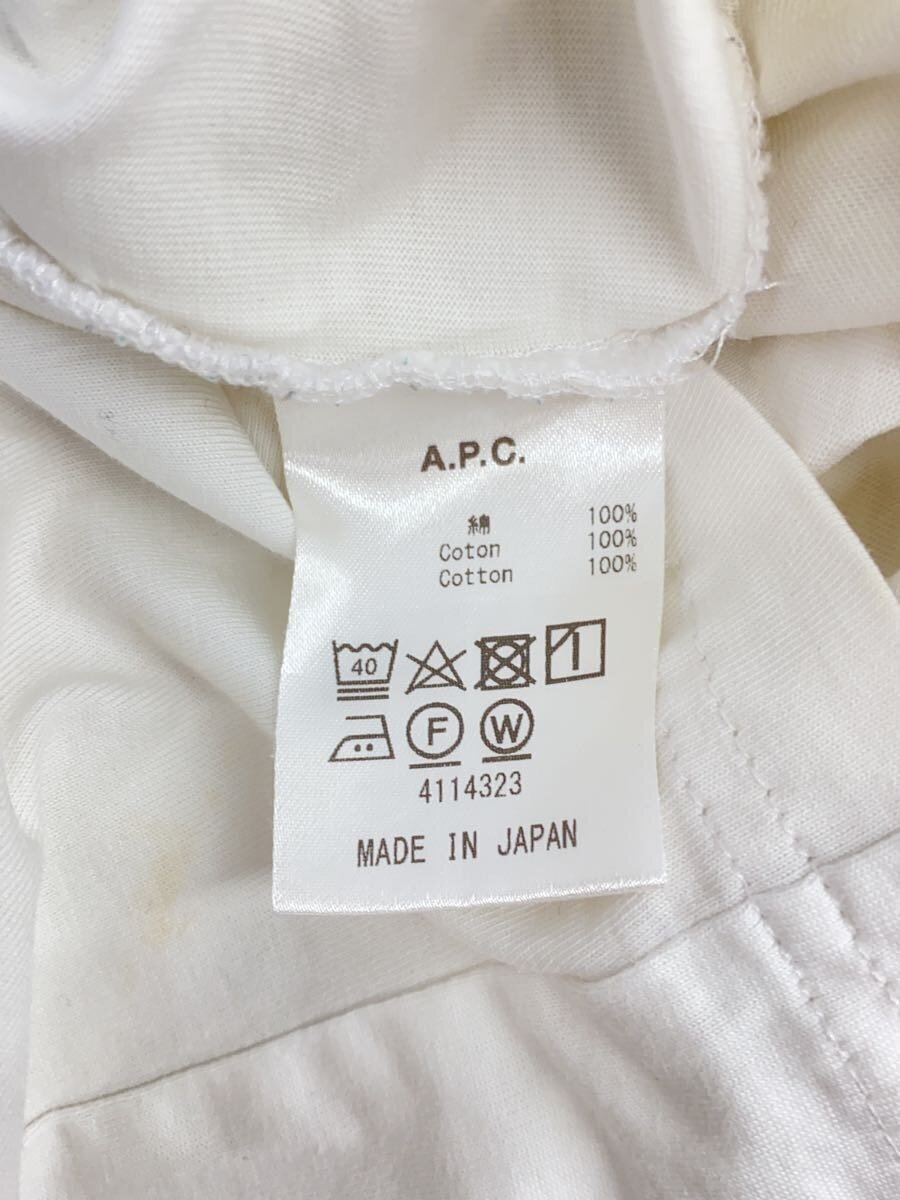 A.P.C.
綿 100%
Coton 100%
Cotton 100%
40
F W
4114323
MADE IN JAPAN